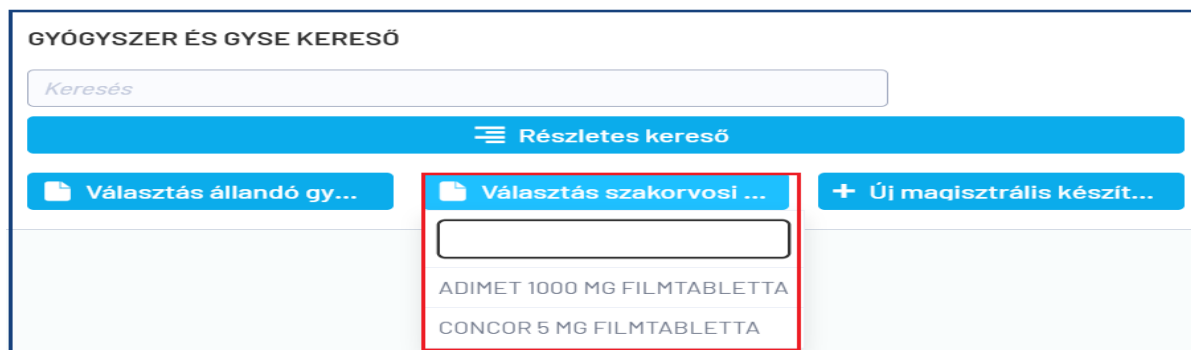 GYÓGYSZER ÉS GYSE KERESŐ
Keresés
Részletes kereső
Választás állandó gy...
Választás szakorvosi ...
+ Új magisztrális készít...
ADIMET 1000 MG FILMTABLETTA
CONCOR 5 MG FILMTABLETTA